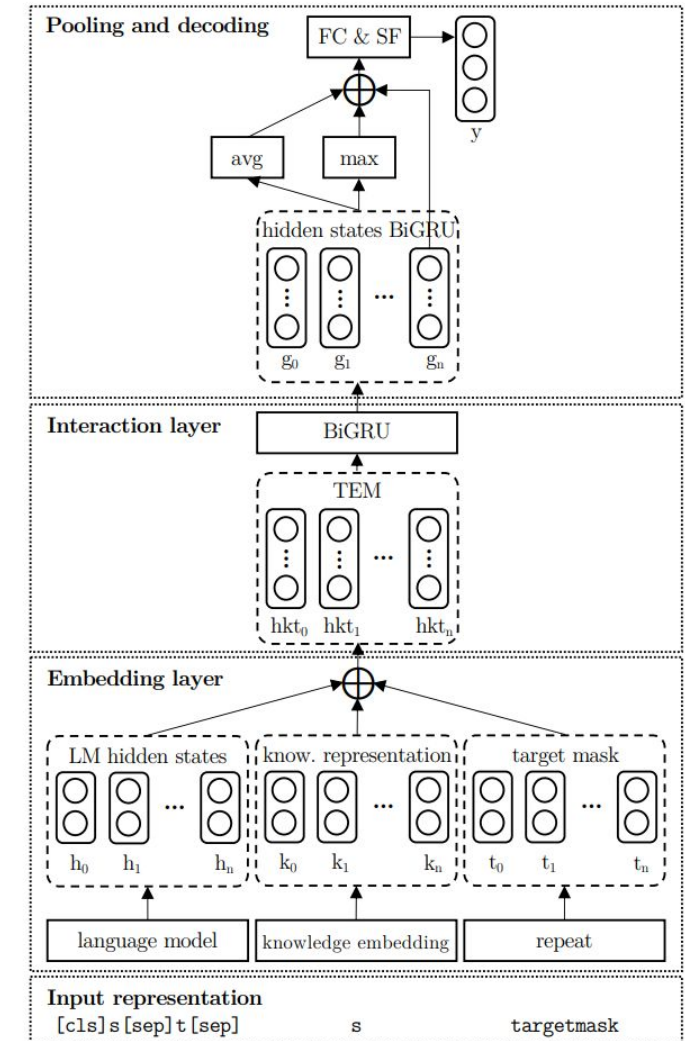 Pooling and decoding
FC & SF
y
avg
max
hidden states BiGRU
...
g0 g1 gn
Interaction layer
BiGRU
TEM
...
hkt0 hkt1 hktn
Embedding layer
LM hidden states know. representation target mask
... ... ...
h0 h1 hn k0 k1 kn t0 t1 tn
language model knowledge embedding repeat
Input representation
[cls]s[sep]t[sep] s targetmask